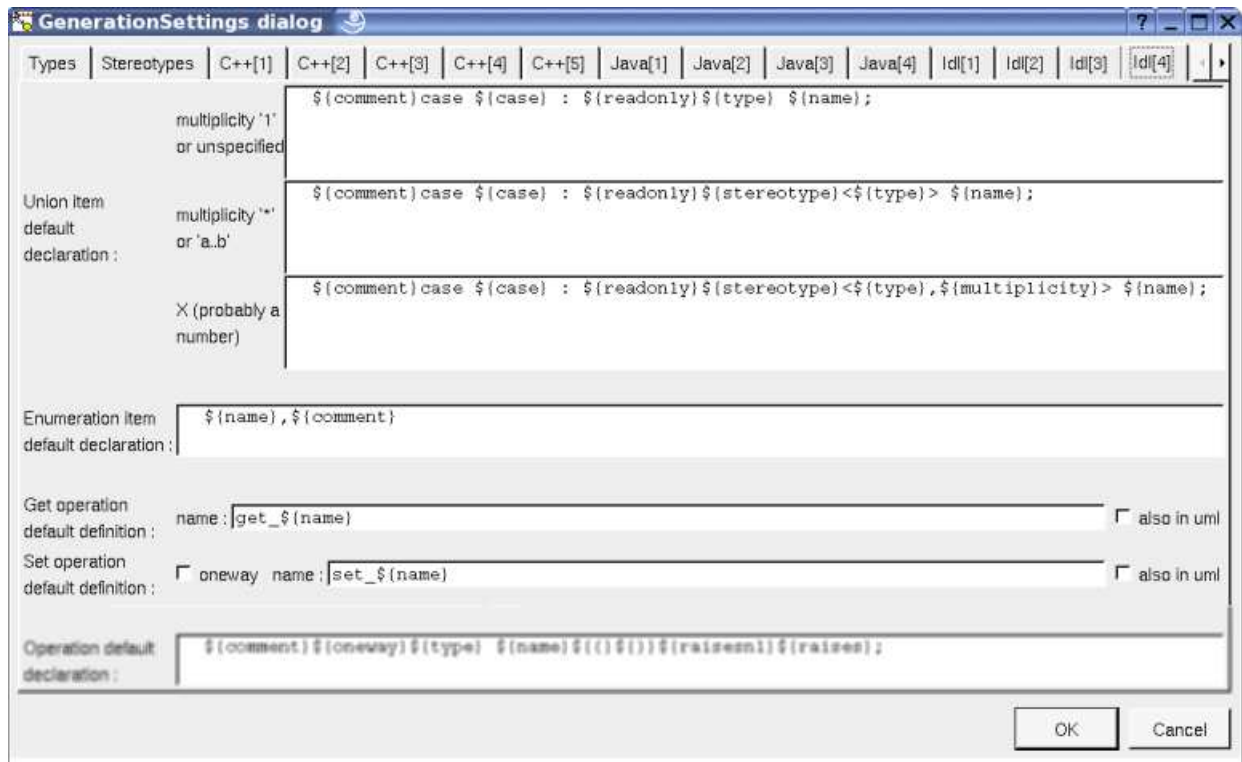 GenerationSettings dialog
Types Stereotypes C++[1] C++[2] C++[3] C++[4] C++[5] Java[1] Java[2] Java[3] Java[4] Idl[1] Idl[2] Idl[3] Idl[4]
multiplicity '1'
or unspecified
${comment}case ${case} : ${readonly}${type} ${name};
Union item
default
declaration :
multiplicity '*'
or 'a..b'
${comment}case ${case} : ${readonly}${stereotype}<${type}> ${name};
X (probably a
number)
${comment}case ${case} : ${readonly}${stereotype}<${type},${multiplicity}> ${name};
Enumeration item
default declaration :
${name},${comment}
Get operation
default definition :
name : get_${name}
also in uml
Set operation
default definition :
oneway name : set_${name}
also in uml
Operation default
declaration :
${comment}${oneway}${type} ${name}${(}${)}${raisesnl}${raises};
OK Cancel